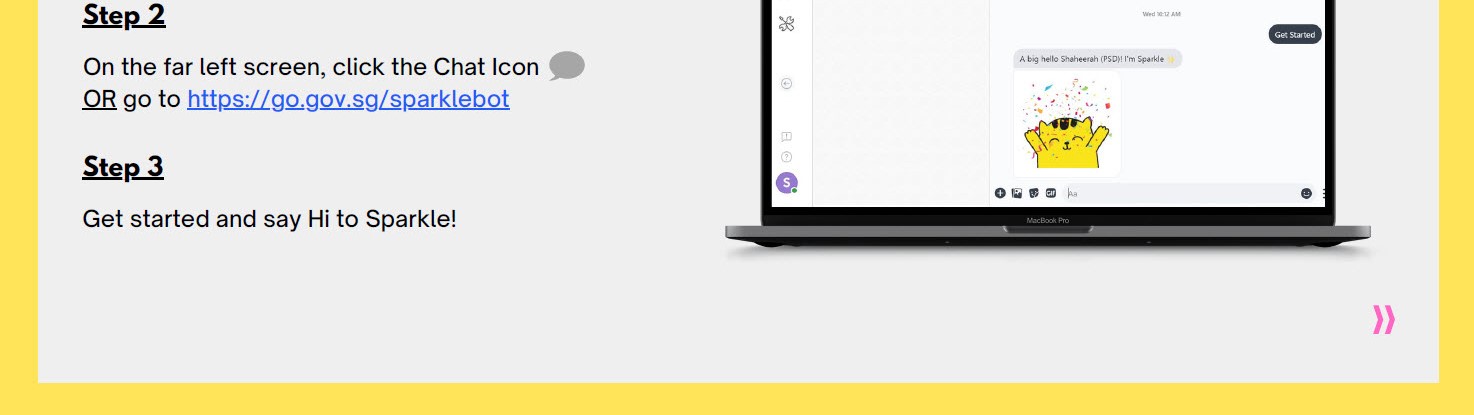 Step 2
On the far left screen, click the Chat Icon
OR go to https://go.gov.sg/sparklebot
Step 3
Get started and say Hi to Sparkle!
Wed 10:12 AM
Get Started
A big hello Shaheerah (PSD)! I'm Sparkle ✨
S
GIF
Aa
MacBook Pro